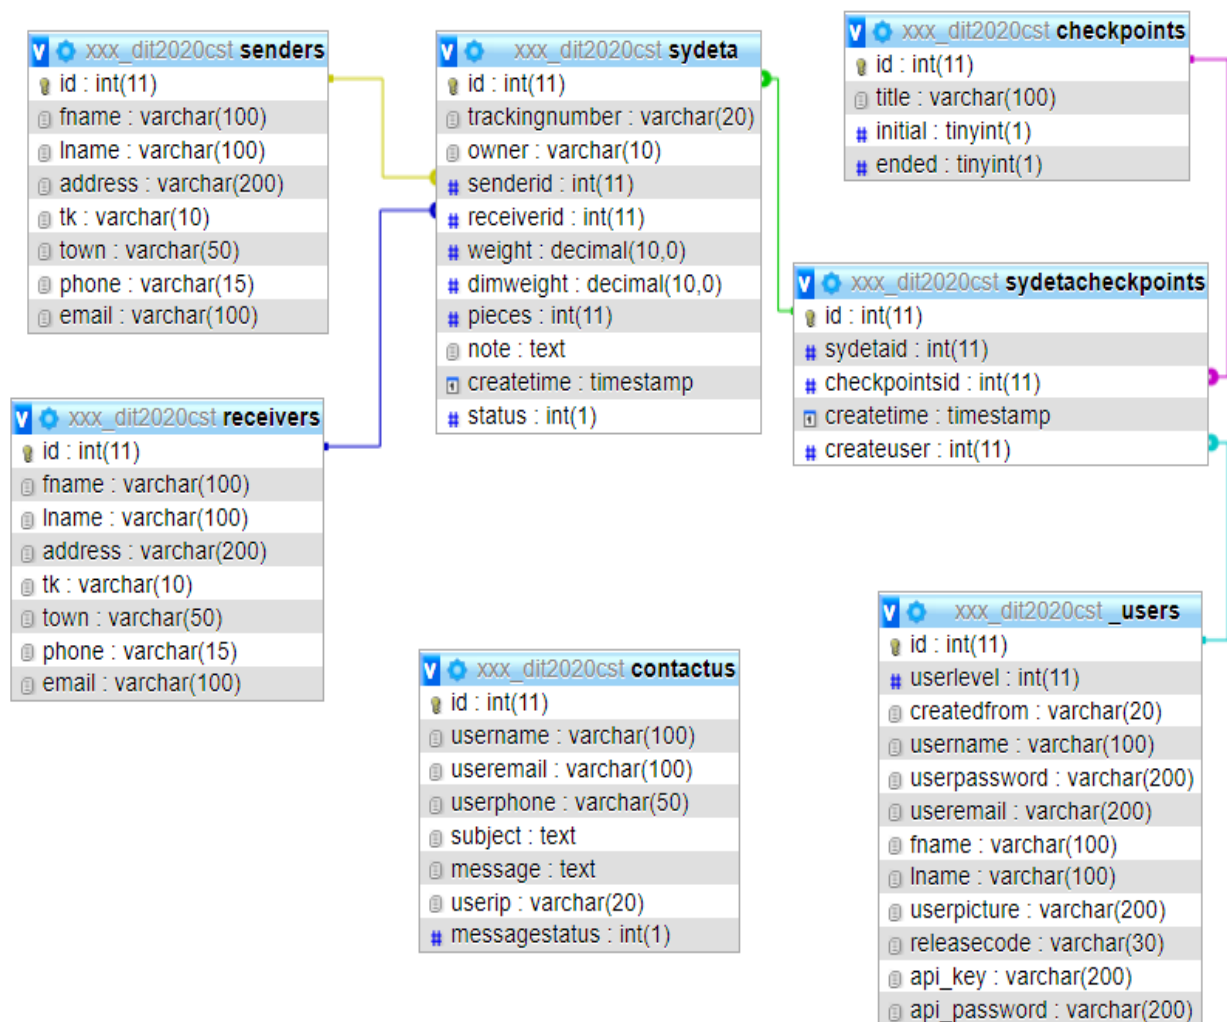 xxx_dit2020cst senders
id : int(11)
fname : varchar(100)
lname : varchar(100)
address : varchar(200)
tk : varchar(10)
town : varchar(50)
phone : varchar(15)
email : varchar(100)
xxx_dit2020cst sydeta
id : int(11)
trackingnumber : varchar(20)
owner : varchar(10)
senderid : int(11)
receiverid : int(11)
weight : decimal(10,0)
dimweight : decimal(10,0)
pieces : int(11)
note : text
createtime : timestamp
status : int(1)
xxx_dit2020cst checkpoints
id : int(11)
title : varchar(100)
initial : tinyint(1)
ended : tinyint(1)
xxx_dit2020cst sydetacheckpoints
id : int(11)
sydetaid : int(11)
checkpointsid : int(11)
createtime : timestamp
createuser : int(11)
xxx_dit2020cst receivers
id : int(11)
fname : varchar(100)
lname : varchar(100)
address : varchar(200)
tk : varchar(10)
town : varchar(50)
phone : varchar(15)
email : varchar(100)
xxx_dit2020cst contactus
id : int(11)
username : varchar(100)
useremail : varchar(100)
userphone : varchar(50)
subject : text
message : text
userip : varchar(20)
messagestatus : int(1)
xxx_dit2020cst _users
id : int(11)
userlevel : int(11)
createdfrom : varchar(20)
username : varchar(100)
userpassword : varchar(200)
useremail : varchar(200)
fname : varchar(100)
lname : varchar(100)
userpicture : varchar(200)
releasecode : varchar(30)
api_key : varchar(200)
api_password : varchar(200)